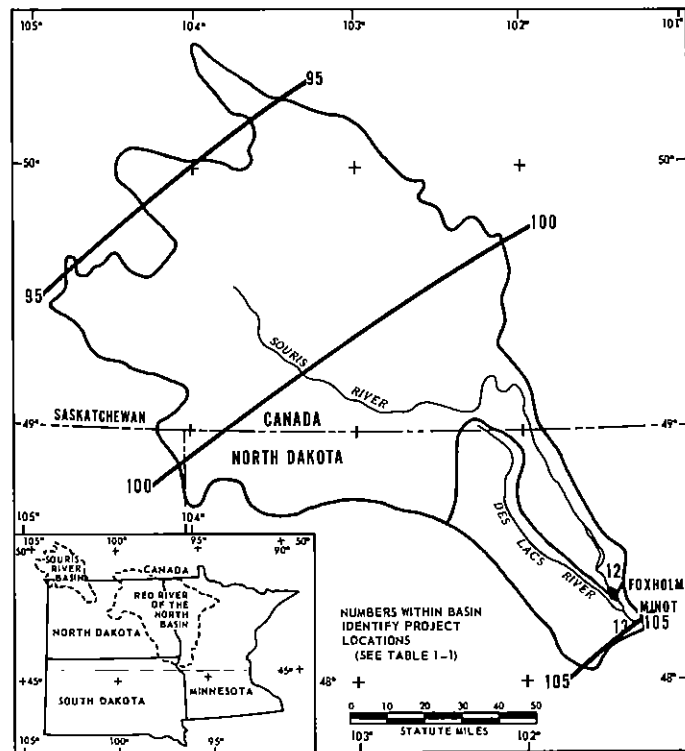 105°
104°
103°
102°
101°
95
50°
50°
100
95
SOURIS
RIVER
SASKATCHEWAN
CANADA
49°
49°
NORTH DAKOTA
100
105°
104°
DES LACS
RIVER
12
FOXHOLM
MINOT
13
105
105
NUMBERS WITHIN BASIN
IDENTIFY PROJECT
LOCATIONS
(SEE TABLE 1-1)
48°
48°
0 10 20 30 40 50
STATUTE MILES
103°
102°
105°
100°
95°
90°
50°
50°
SOURIS
RIVER
BASIN
CANADA
RED RIVER
OF THE
NORTH
BASIN
NORTH DAKOTA
45°
45°
SOUTH DAKOTA
MINNESOTA
105°
100°
95°